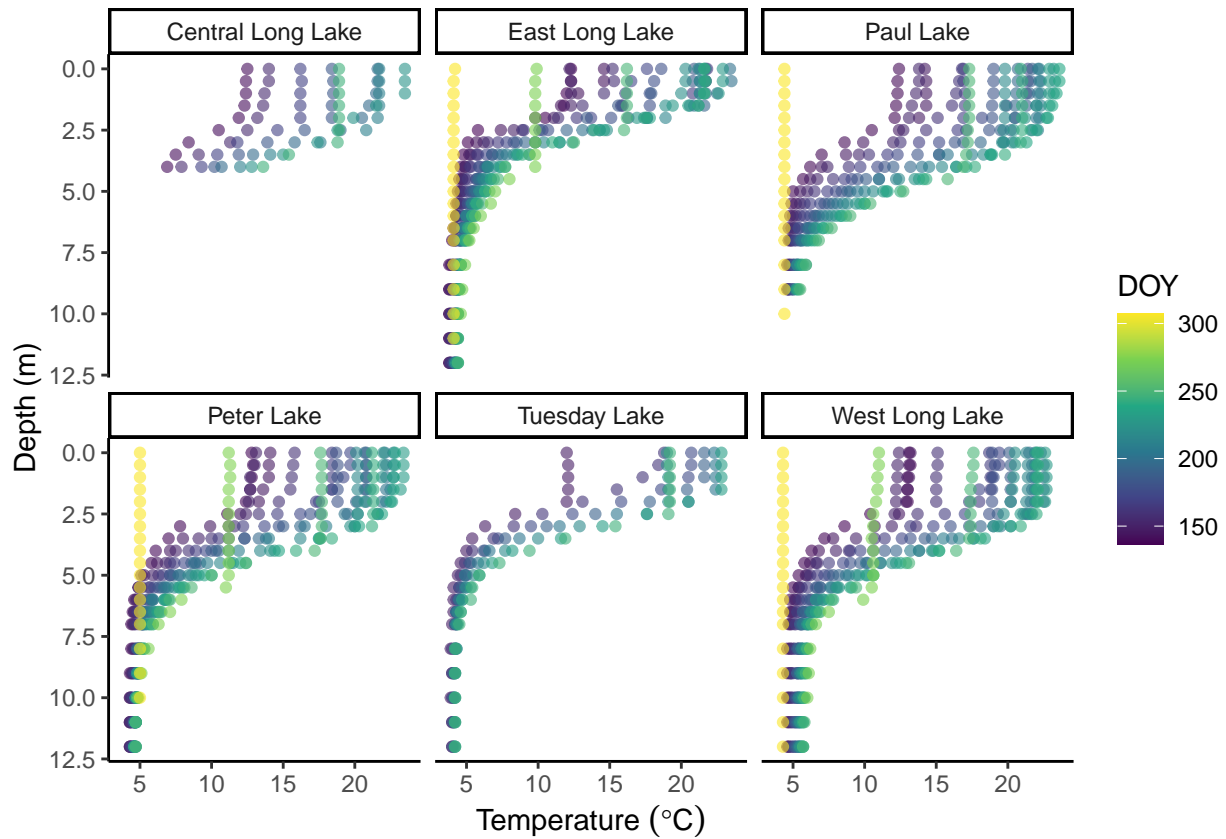 Central Long Lake
East Long Lake
Paul Lake
0.0
2.5
5.0
7.5
10.0
12.5
Peter Lake
Tuesday Lake
West Long Lake
0.0
2.5
5.0
7.5
10.0
12.5
5 10 15 20
5 10 15 20
5 10 15 20
Temperature (°C)
Depth (m)
DOY
300
250
200
150